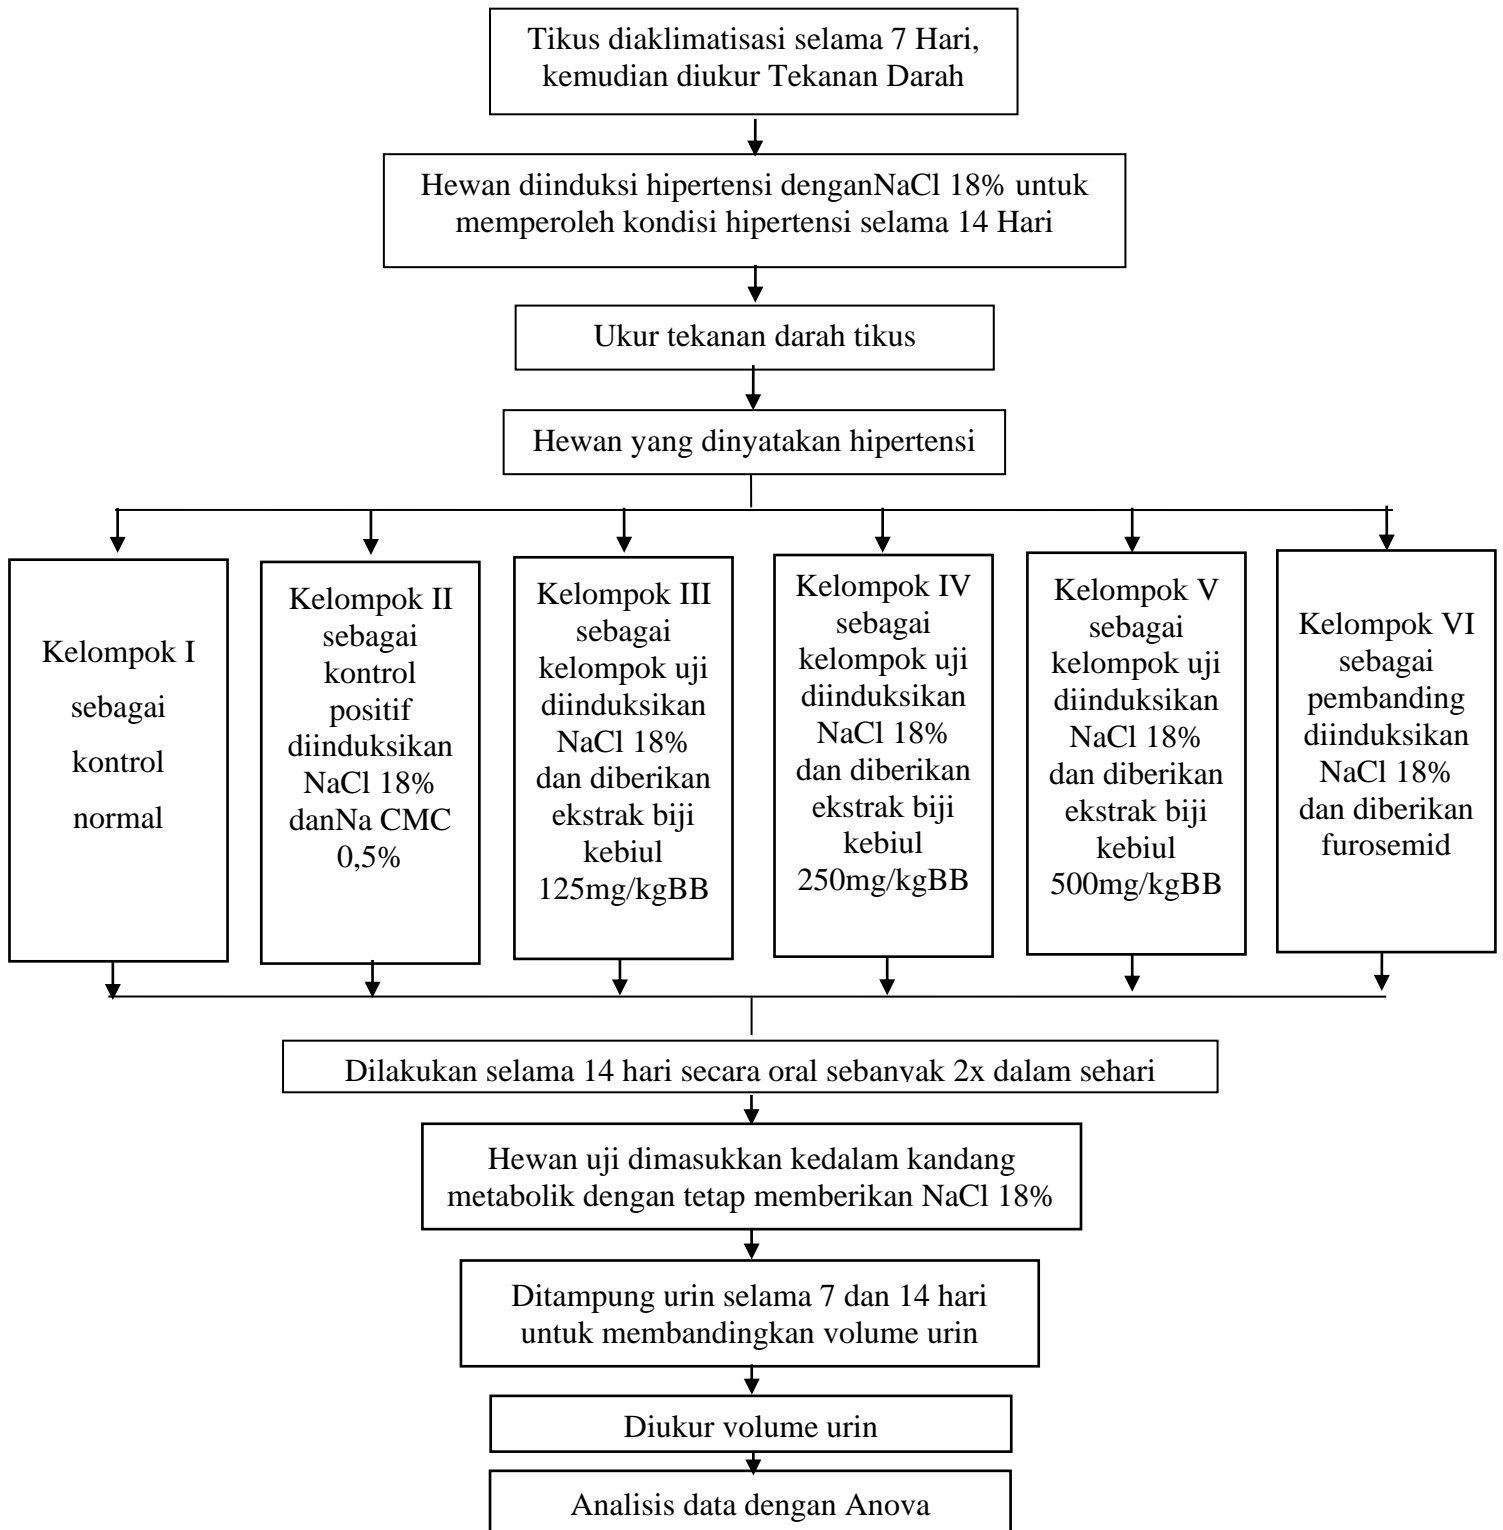 Tikus diaklimatisasi selama 7 Hari,
kemudian diukur Tekanan Darah
Hewan diinduksi hipertensi denganNaCl 18% untuk
memperoleh kondisi hipertensi selama 14 Hari
Ukur tekanan darah tikus
Hewan yang dinyatakan hipertensi
Kelompok I
sebagai
kontrol
normal
Kelompok II
sebagai
kontrol
positif
diinduksikan
NaCl 18%
danNa CMC
0,5%
Kelompok III
sebagai
kelompok uji
diinduksikan
NaCl 18%
dan diberikan
ekstrak biji
kebiul
125mg/kgBB
Kelompok IV
sebagai
kelompok uji
diinduksikan
NaCl 18%
dan diberikan
ekstrak biji
kebiul
250mg/kgBB
Kelompok V
sebagai
kelompok uji
diinduksikan
NaCl 18%
dan diberikan
ekstrak biji
kebiul
500mg/kgBB
Kelompok VI
sebagai
pembanding
diinduksikan
NaCl 18%
dan diberikan
furosemid
Dilakukan selama 14 hari secara oral sebanyak 2x dalam sehari
Hewan uji dimasukkan kedalam kandang
metabolik dengan tetap memberikan NaCl 18%
Ditampung urin selama 7 dan 14 hari
untuk membandingkan volume urin
Diukur volume urin
Analisis data dengan Anova